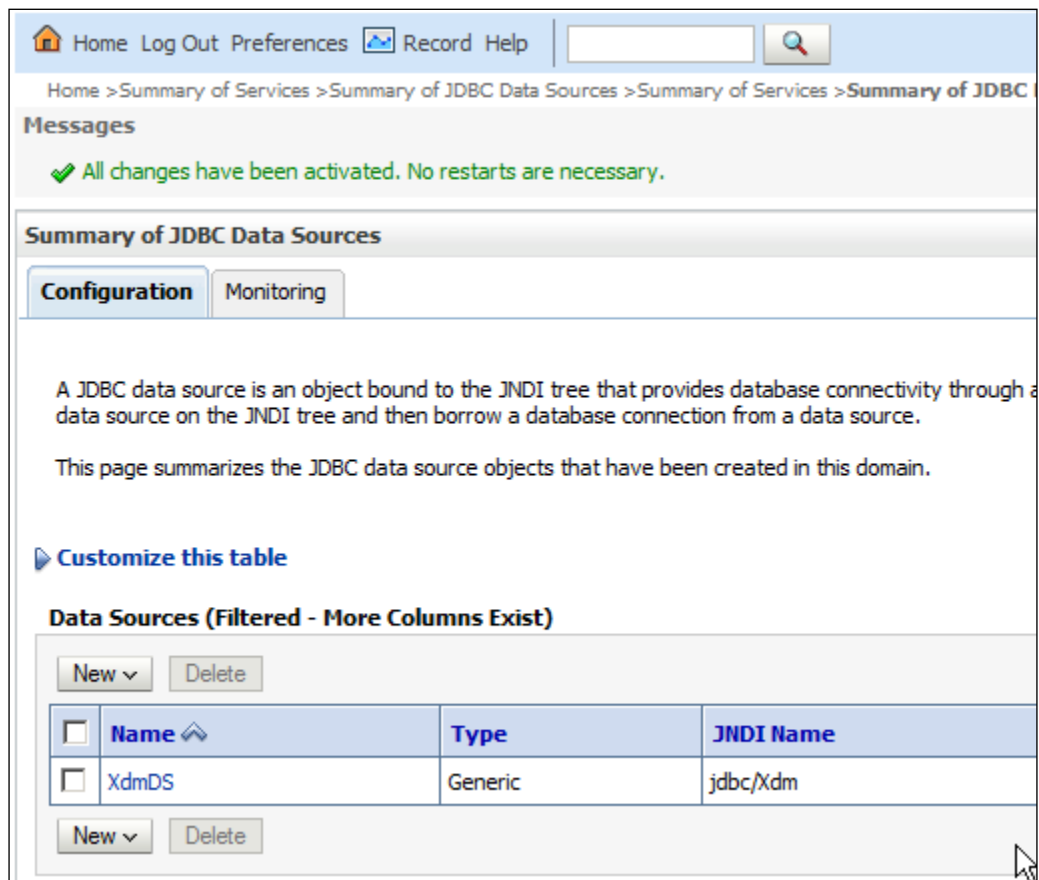 Home Log Out Preferences Record Help
Home >Summary of Services >Summary of JDBC Data Sources >Summary of Services >Summary of JDBC
Messages
All changes have been activated. No restarts are necessary.
Summary of JDBC Data Sources
Configuration Monitoring
A JDBC data source is an object bound to the JNDI tree that provides database connectivity through a
data source on the JNDI tree and then borrow a database connection from a data source.
This page summarizes the JDBC data source objects that have been created in this domain.
Customize this table
Data Sources (Filtered - More Columns Exist)
New Delete
Name Type JNDI Name
XdmDS Generic jdbc/Xdm
New Delete